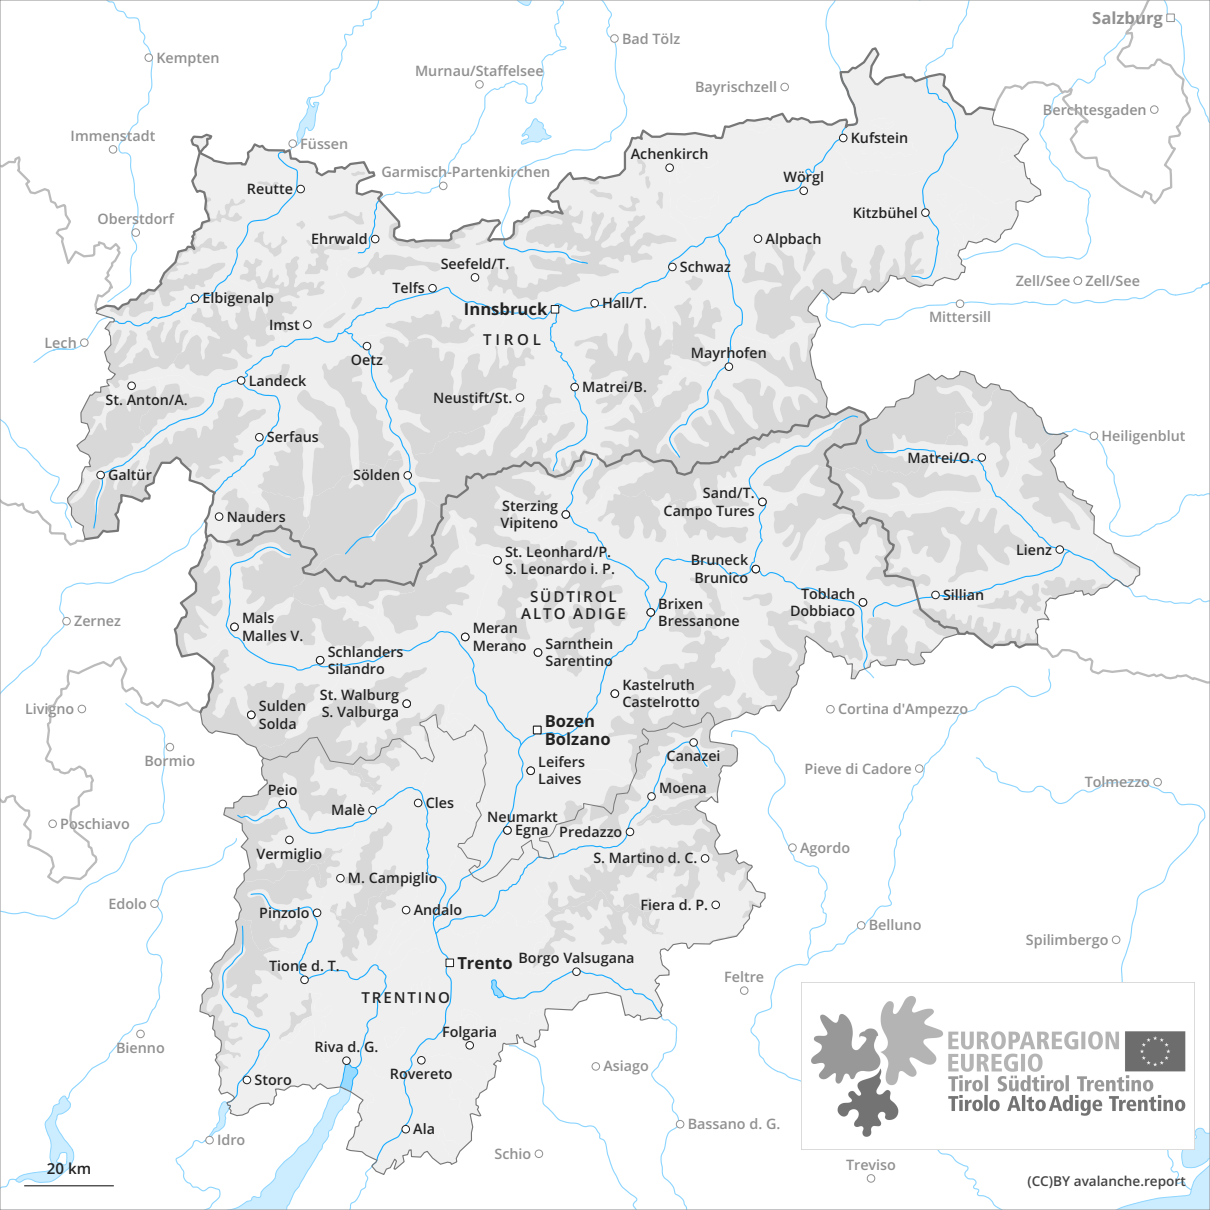 Salzburg
Bad Tölz
Kempten
Murnau/Staffelsee
Bayrischzell
Berchtesgaden
Immenstadt
Füssen
Kufstein
Achenkirch
Garmisch-Partenkirchen
Wörgl
Reutte
Oberstdorf
Kitzbühel
Ehrwald
Alpbach
Seefeld/T.
Schwaz
Zell/See
Zell/See
Telfs
Elbigenalp
Innsbruck
Hall/T.
Mittersill
Imst
TIROL
Lech
Oetz
Mayrhofen
Landeck
Matrei/B.
St. Anton/A.
Neustift/St.
Serfaus
Heiligenblut
Matrei/O.
Galtür
Sölden
Sand/T.
Campo Tures
Sterzing
Vipiteno
Nauders
St. Leonhard/P.
S. Leonardo i. P.
Lienz
Bruneck
Brunico
SÜDTIROL
ALTO ADIGE
Toblach
Dobbiaco
Sillian
Brixen
Bressanone
Zernez
Mals
Malles V.
Meran
Merano
Sarnthein
Sarentino
Schlanders
Silandro
Kastelruth
Castelrotto
St. Walburg
S. Valburga
Sulden
Solda
Livigno
Cortina d'Ampezzo
Bozen
Bolzano
Bormio
Canazei
Leifers
Laives
Pieve di Cadore
Tolmezzo
Peio
Moena
Malè
Cles
Neumarkt
Egna
Predazzo
Poschiavo
Vermiglio
S. Martino d. C.
Agordo
M. Campiglio
Edolo
Pinzolo
Andalo
Fiera d. P.
Belluno
Spilimbergo
Trento
Borgo Valsugana
Tione d. T.
Feltre
TRENTINO
Folgaria
Bienno
Riva d. G.
Rovereto
Asiago
Storo
EUROPAREGION
EUREGIO
Tirol Südtirol Trentino
Tirolo Alto Adige Trentino
Ala
Bassano d. G.
Idro
Schio
Treviso
20 km
(CC)BY avalanche.report